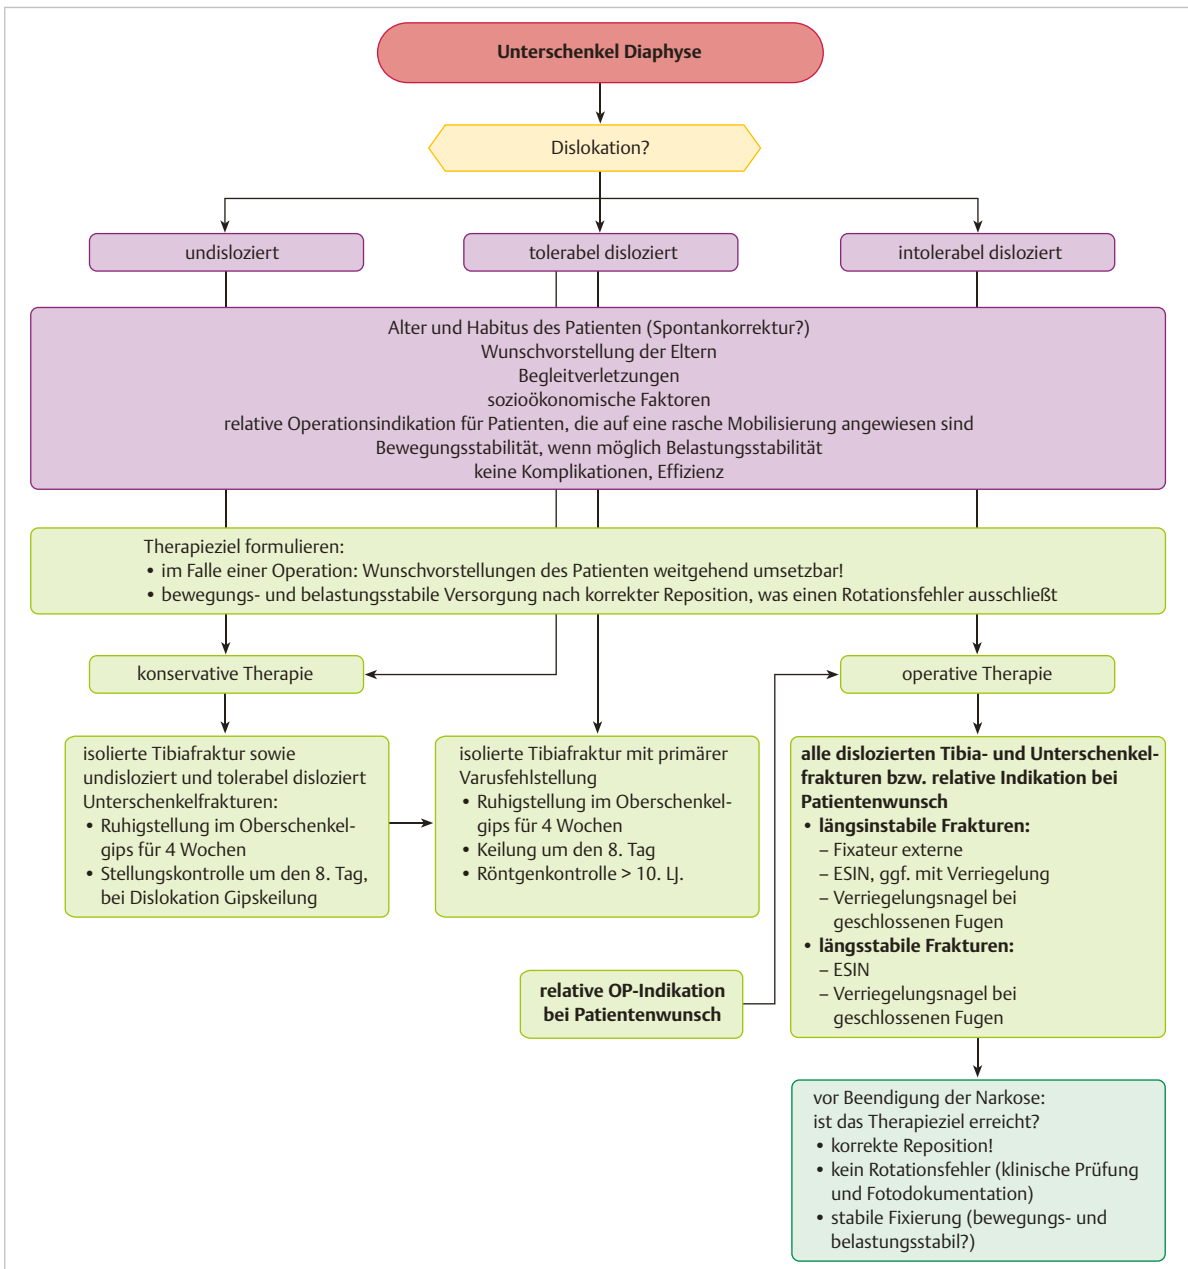 Unterschenkel Diaphyse
Dislokation?
undisloziert
tolerabel disloziert
intolerabel disloziert
Alter und Habitus des Patienten (Spontankorrektur?)
Wunschvorstellung der Eltern
Begleitverletzungen
sozioökonomische Faktoren
relative Operationsindikation für Patienten, die auf eine rasche Mobilisierung angewiesen sind
Bewegungsstabilität, wenn möglich Belastungsstabilität
keine Komplikationen, Effizienz
Therapieziel formulieren:
• im Falle einer Operation: Wunschvorstellungen des Patienten weitgehend umsetzbar!
• bewegungs- und belastungsstabile Versorgung nach korrekter Reposition, was einen Rotationsfehler ausschließt
konservative Therapie
operative Therapie
isolierte Tibiafraktur sowie
undisloziert und tolerabel disloziert
Unterschenkelfrakturen:
• Ruhigstellung im Oberschenkel-
gips für 4 Wochen
• Stellungskontrolle um den 8. Tag,
bei Dislokation Gipskeilung
isolierte Tibiafraktur mit primärer
Varusfehlstellung
• Ruhigstellung im Oberschenkel-
gips für 4 Wochen
• Keilung um den 8. Tag
• Röntgenkontrolle > 10. LJ.
alle dislozierten Tibia- und Unterschenkel-
frakturen bzw. relative Indikation bei
Patientenwunsch
• längsinstabile Frakturen:
– Fixateur externe
– ESIN, ggf. mit Verriegelung
– Verriegelungsnagel bei
geschlossenen Fugen
• längsstabile Frakturen:
– ESIN
– Verriegelungsnagel bei
geschlossenen Fugen
relative OP-Indikation
bei Patientenwunsch
vor Beendigung der Narkose:
ist das Therapieziel erreicht?
• korrekte Reposition!
• kein Rotationsfehler (klinische Prüfung
und Fotodokumentation)
• stabile Fixierung (bewegungs- und
belastungsstabil?)